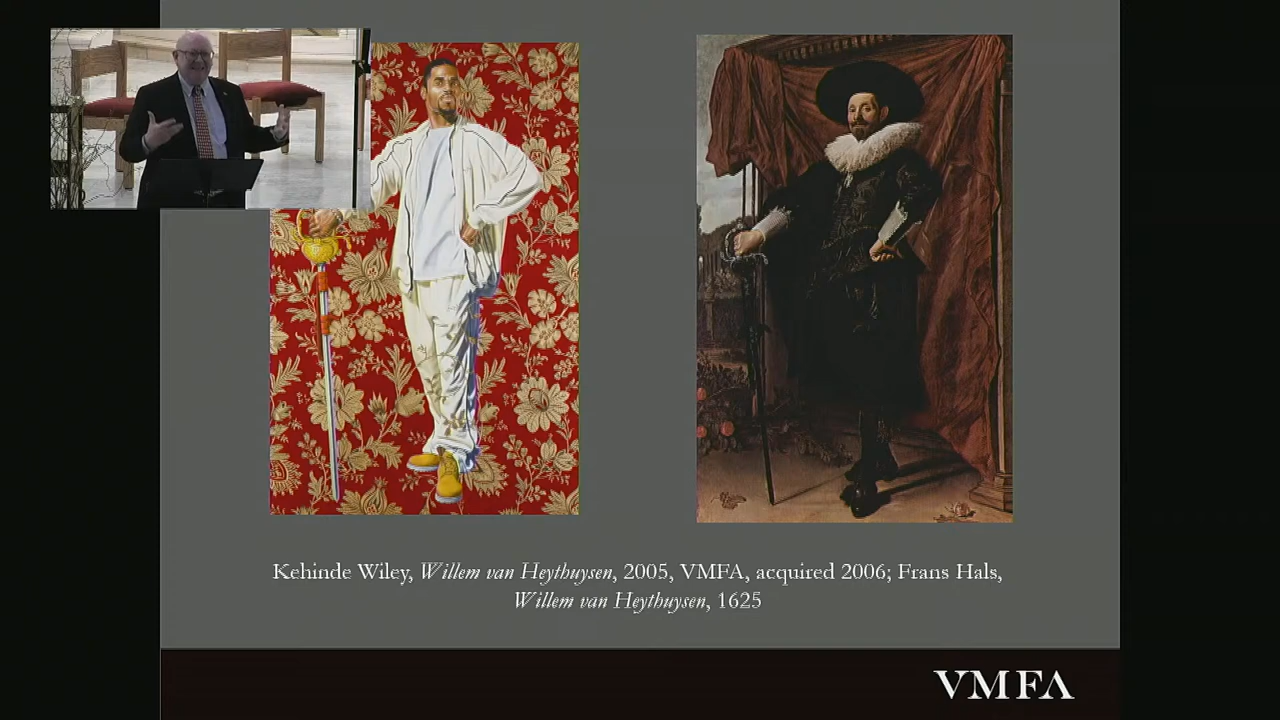 Kehinde Wiley, Willem van Heythuysen, 2005, VMFA, acquired 2006; Frans Hals,
Willem van Heythuysen, 1625
VMFA